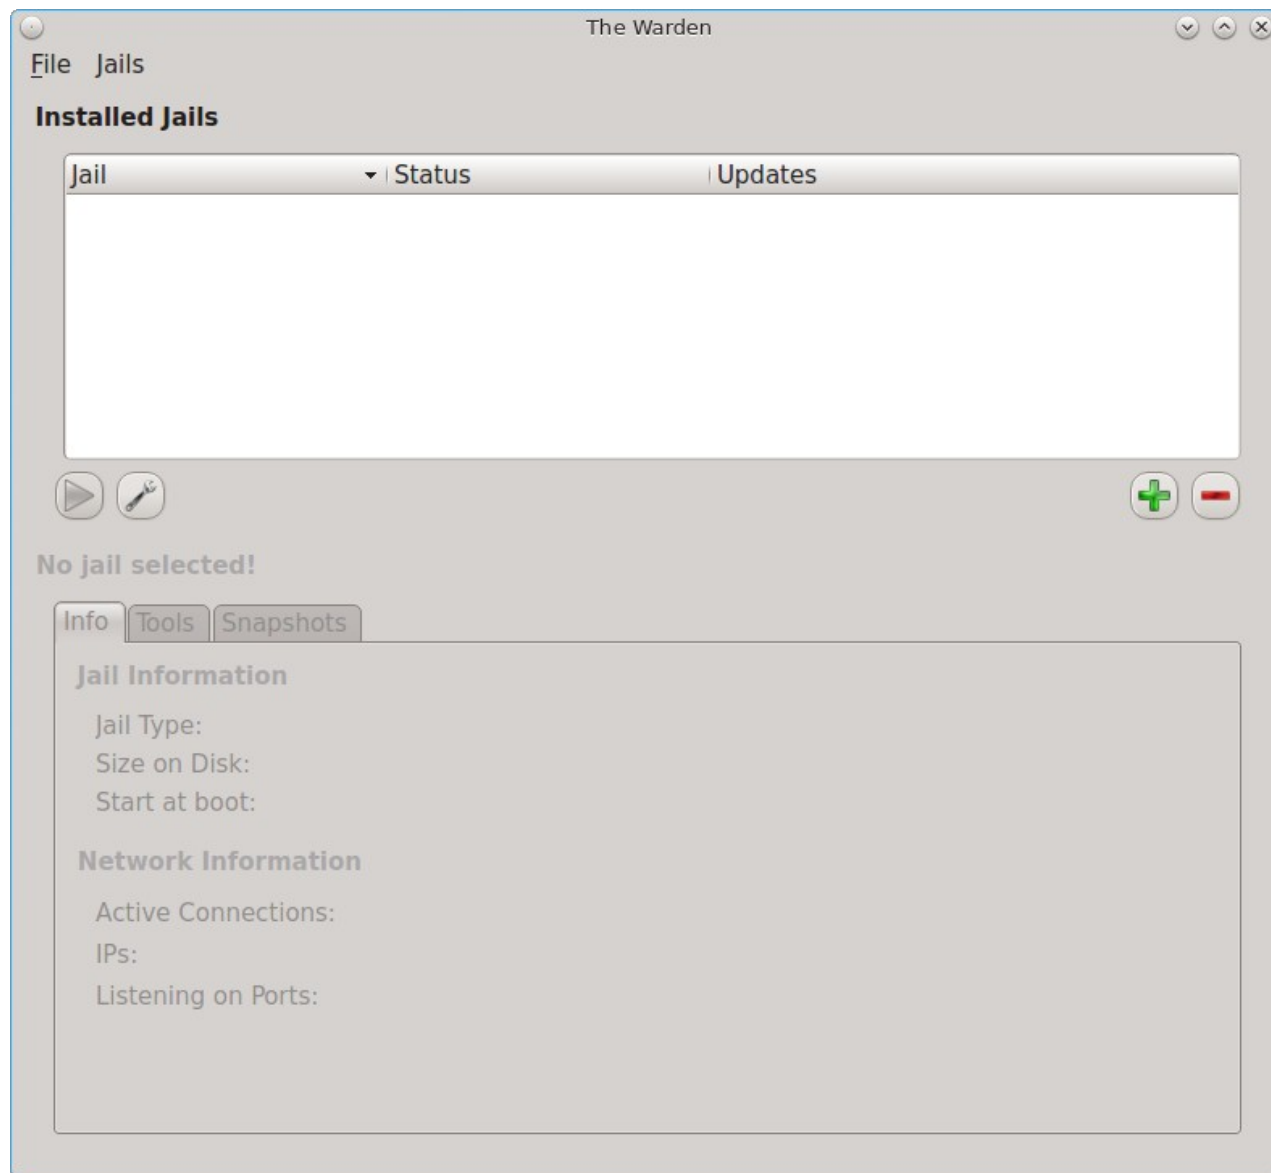 The Warden
File Jails
Installed Jails
Jail Status Updates
No jail selected!
Info Tools Snapshots
Jail Information
Jail Type:
Size on Disk:
Start at boot:
Network Information
Active Connections:
IPs:
Listening on Ports: